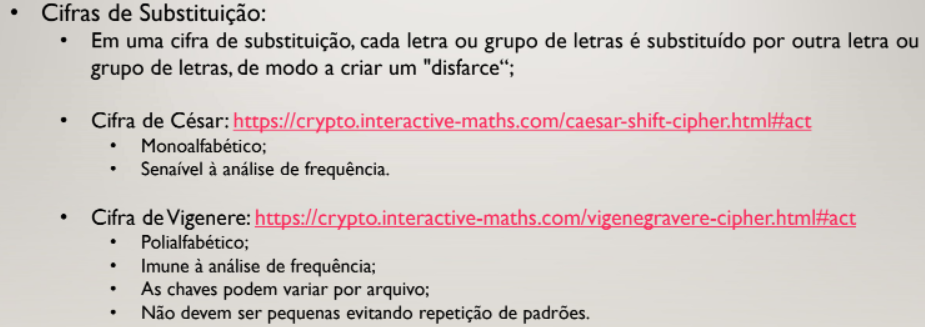 • Cifras de Substituição:
• Em uma cifra de substituição, cada letra ou grupo de letras é substituído por outra letra ou
grupo de letras, de modo a criar um "disfarce“;
• Cifra de César: https://crypto.interactive-maths.com/caesar-shift-cipher.html#act
• Monoalfabético;
• Senaível à análise de frequência.
• Cifra de Vigenere: https://crypto.interactive-maths.com/vigenegravere-cipher.html#act
• Polialfabético;
• Imune à análise de frequência;
• As chaves podem variar por arquivo;
• Não devem ser pequenas evitando repetição de padrões.